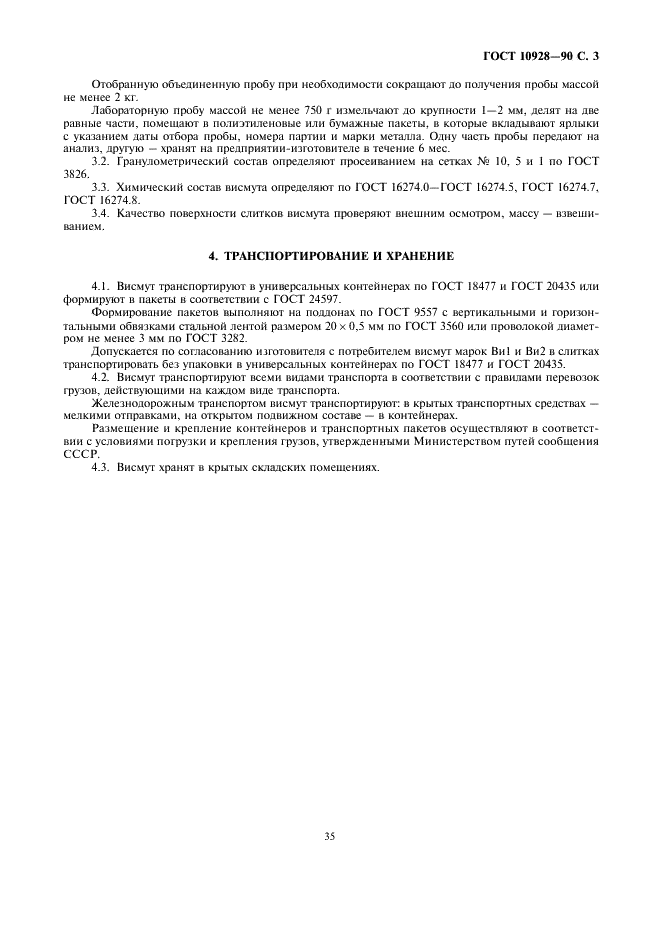 ГОСТ 10928—90 С. 3
Отобранную объединенную пробу при необходимости сокращают до получения пробы массой
не менее 2 кг.
Лабораторную пробу массой не менее 750 г измельчают до крупности 1—2 мм, делят на две
равные части, помещают в полиэтиленовые или бумажные пакеты, в которые вкладывают ярлыки
с указанием даты отбора пробы, номера партии и марки металла. Одну часть пробы передают на
анализ, другую — хранят на предприятии-изготовителе в течение 6 мес.
3.2. Гранулометрический состав определяют просеиванием на сетках № 10, 5 и 1 по ГОСТ
3826.
3.3. Химический состав висмута определяют по ГОСТ 16274.0—ГОСТ 16274.5, ГОСТ 16274.7,
ГОСТ 16274.8.
3.4. Качество поверхности слитков висмута проверяют внешним осмотром, массу — взвеши-
ванием.
4. ТРАНСПОРТИРОВАНИЕ И ХРАНЕНИЕ
4.1. Висмут транспортируют в универсальных контейнерах по ГОСТ 18477 и ГОСТ 20435 или
формируют в пакеты в соответствии с ГОСТ 24597.
Формирование пакетов выполняют на поддонах по ГОСТ 9557 с вертикальными и горизон-
тальными обвязками стальной лентой размером 20 × 0,5 мм по ГОСТ 3560 или проволокой диамет-
ром не менее 3 мм по ГОСТ 3282.
Допускается по согласованию изготовителя с потребителем висмут марок Ви1 и Ви2 в слитках
транспортировать без упаковки в универсальных контейнерах по ГОСТ 18477 и ГОСТ 20435.
4.2. Висмут транспортируют всеми видами транспорта в соответствии с правилами перевозок
грузов, действующими на каждом виде транспорта.
Железнодорожным транспортом висмут транспортируют: в крытых транспортных средствах —
мелкими отправками, на открытом подвижном составе — в контейнерах.
Размещение и крепление контейнеров и транспортных пакетов осуществляют в соответст-
вии с условиями погрузки и крепления грузов, утвержденными Министерством путей сообщения
СССР.
4.3. Висмут хранят в крытых складских помещениях.
35